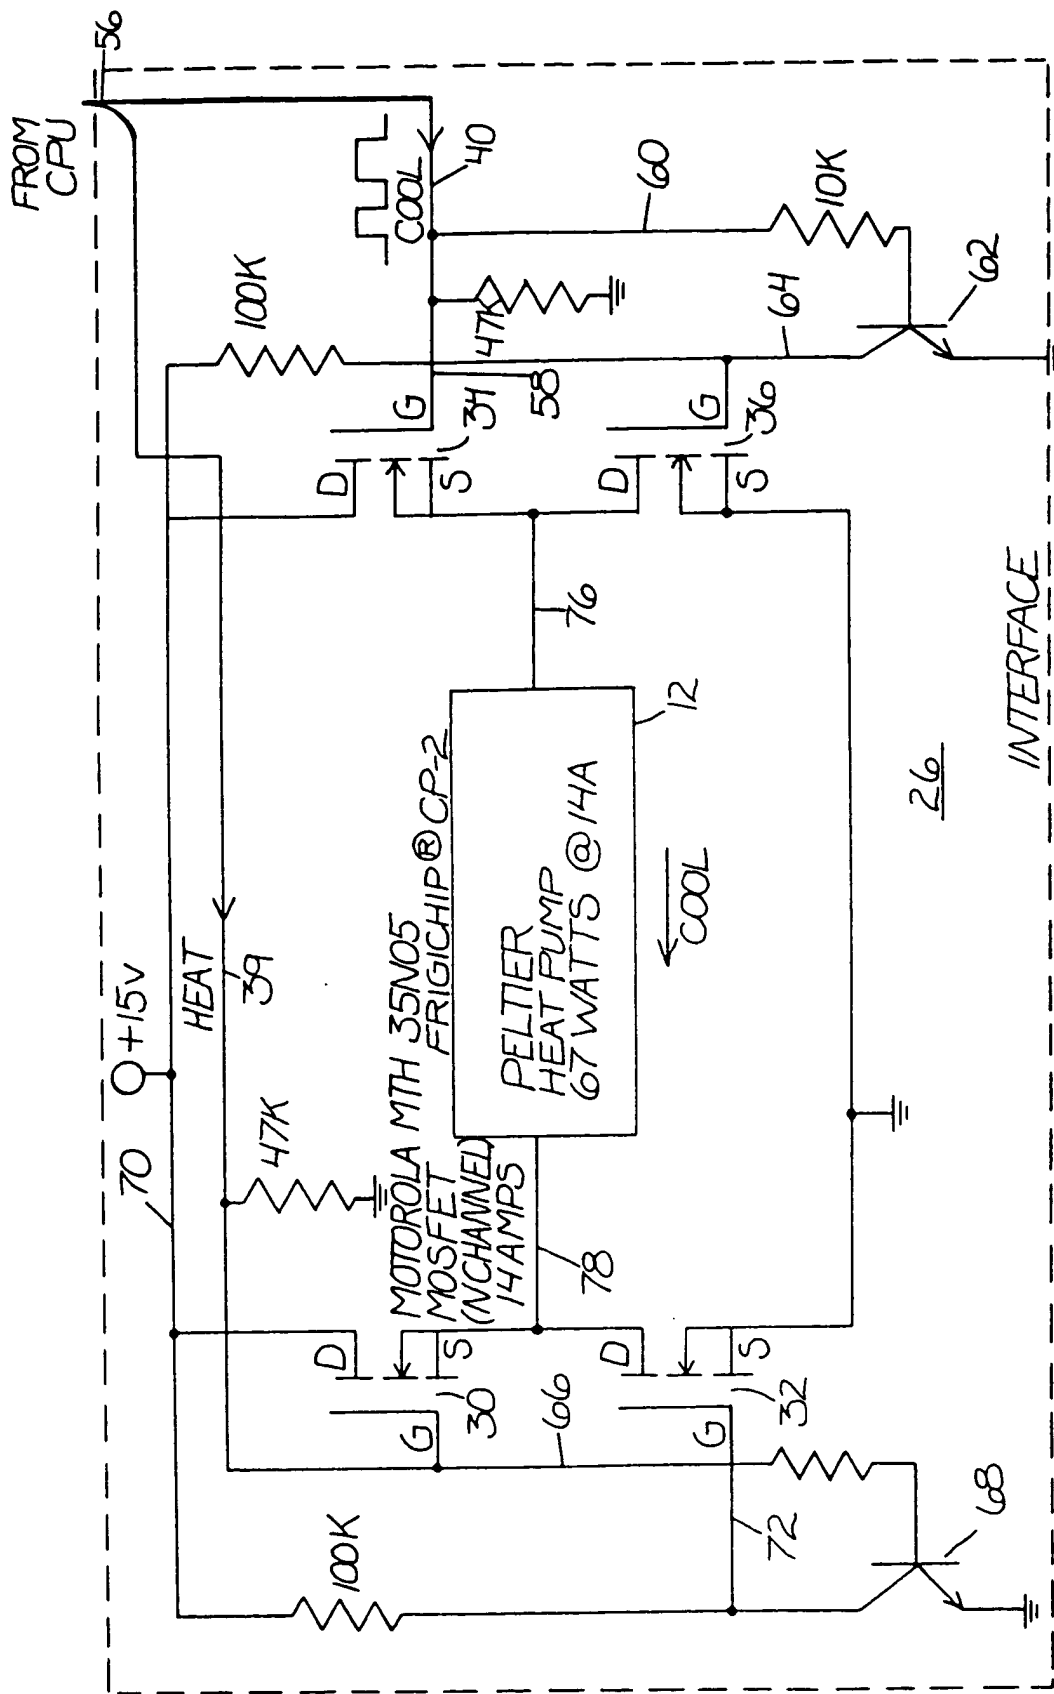 FROM
CPU
56
+15v
70
HEAT
39
47K
100K
COOL
40
60
10K
47K
58
64
62
100K
D
G
S
34
D
G
S
36
D
G
S
30
D
G
S
32
66
72
68
MOTOROLA MTH 35N05
MOSFET
(N CHANNEL)
14 AMPS
FRIGICHIP® CP-2
PELTIER
HEAT PUMP
67 WATTS @ 14A
12
76
78
COOL
26
INTERFACE